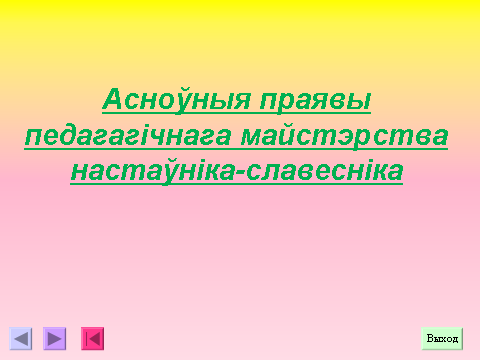 Асноўныя праявы
педагагічнага майстэрства
настаўніка-славесніка
Выход